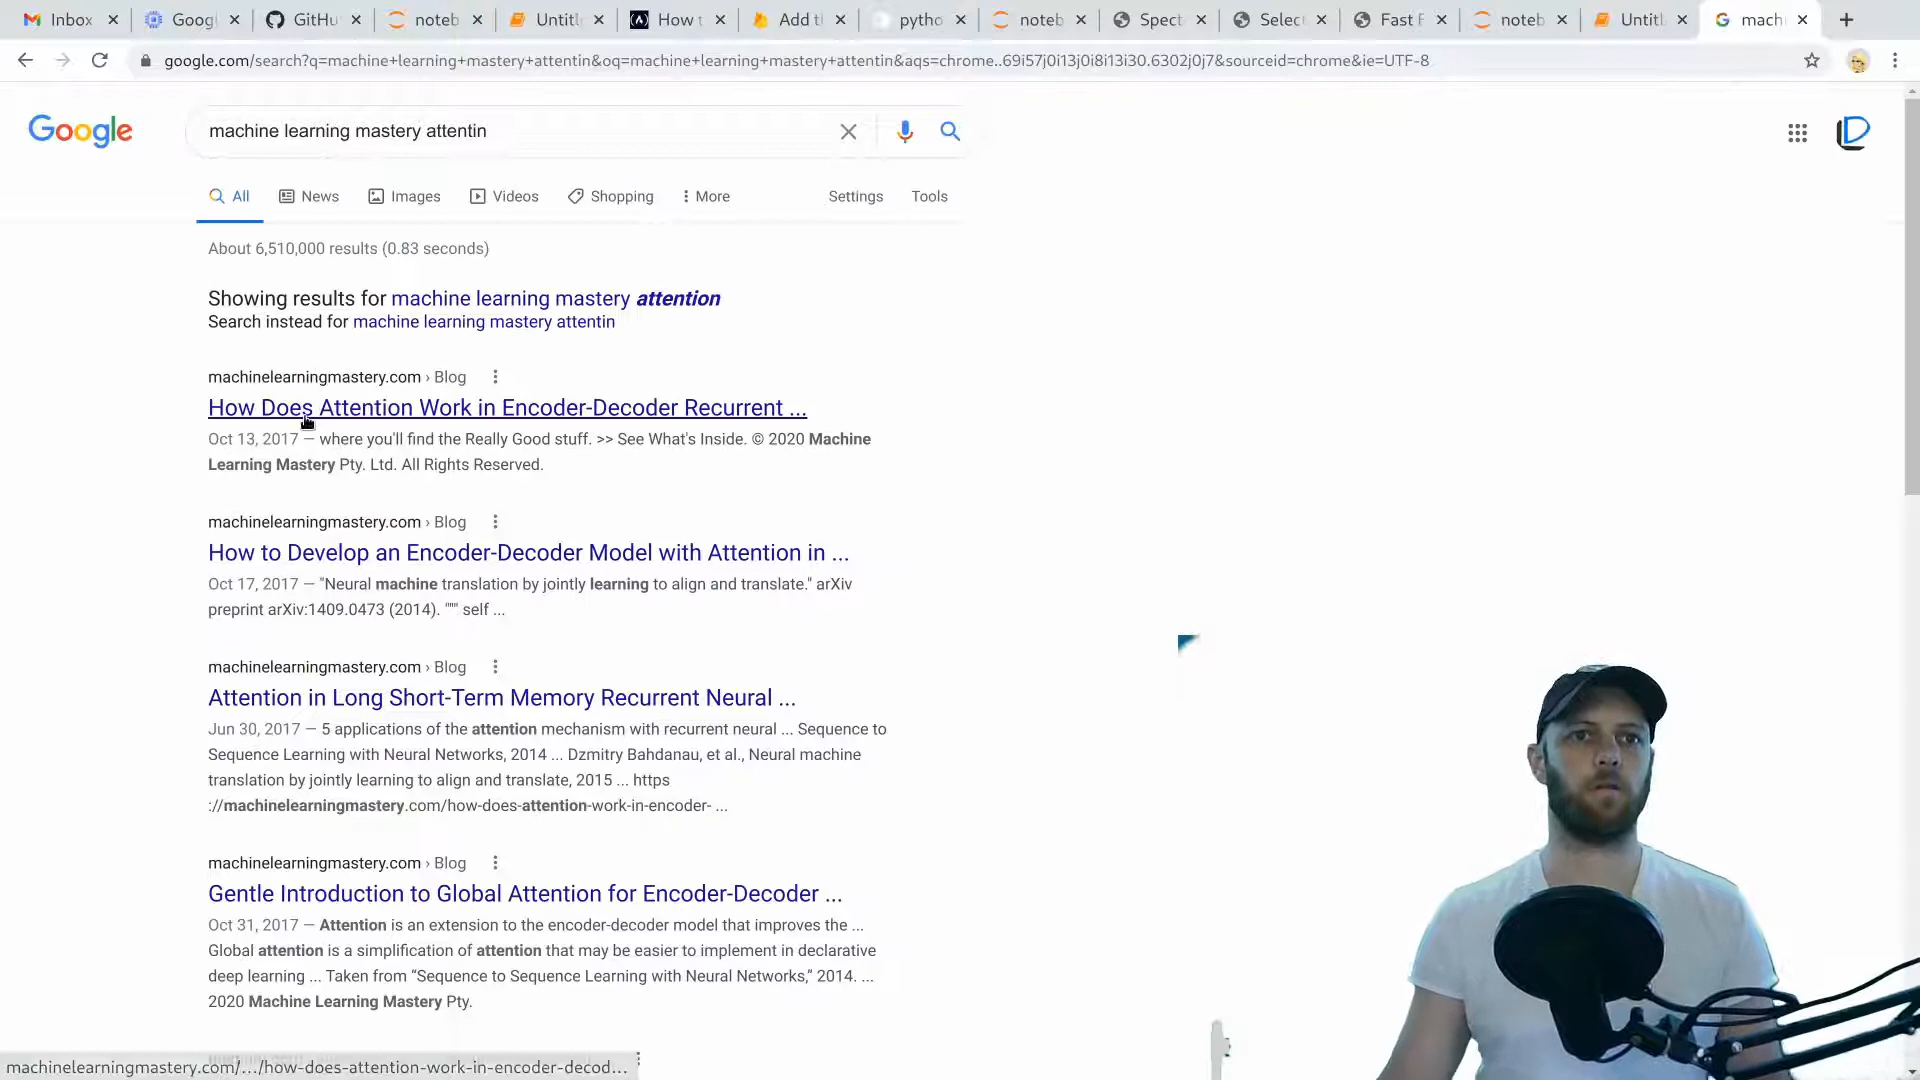 Inbox
Googl
GitHu
noteb
Untitl
How t
Add t
pytho
noteb
Spect
Selec
Fast F
noteb
Untitl
mach
google.com/search?q=machine+learning+mastery+attentin&oq=machine+learning+mastery+attentin&aqs=chrome..69i57j0i13j0i8i13i30.6302j0j7&sourceid=chrome&ie=UTF-8
Google
machine learning mastery attentin
All
News
Images
Videos
Shopping
More
Settings
Tools
About 6,510,000 results (0.83 seconds)
Showing results for machine learning mastery attention
Search instead for machine learning mastery attentin
machinelearningmastery.com › Blog
How Does Attention Work in Encoder-Decoder Recurrent ...
Oct 13, 2017 — where you'll find the Really Good stuff. >> See What's Inside. © 2020 Machine
Learning Mastery Pty. Ltd. All Rights Reserved.
machinelearningmastery.com › Blog
How to Develop an Encoder-Decoder Model with Attention in ...
Oct 17, 2017 — "Neural machine translation by jointly learning to align and translate." arXiv
preprint arXiv:1409.0473 (2014). """ self ...
machinelearningmastery.com › Blog
Attention in Long Short-Term Memory Recurrent Neural ...
Jun 30, 2017 — 5 applications of the attention mechanism with recurrent neural ... Sequence to
Sequence Learning with Neural Networks, 2014 ... Dzmitry Bahdanau, et al., Neural machine
translation by jointly learning to align and translate, 2015 ... https
://machinelearningmastery.com/how-does-attention-work-in-encoder- ...
machinelearningmastery.com › Blog
Gentle Introduction to Global Attention for Encoder-Decoder ...
Oct 31, 2017 — Attention is an extension to the encoder-decoder model that improves the ...
Global attention is a simplification of attention that may be easier to implement in declarative
deep learning ... Taken from “Sequence to Sequence Learning with Neural Networks,” 2014. ...
2020 Machine Learning Mastery Pty.
machinelearningmastery.com/.../how-does-attention-work-in-encoder-decod...